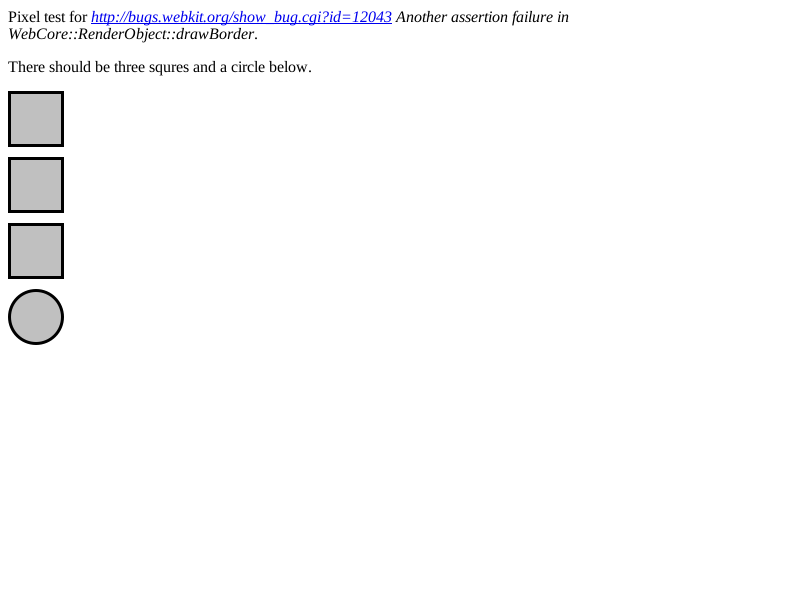 Pixel test for http://bugs.webkit.org/show_bug.cgi?id=12043 Another assertion failure in
WebCore::RenderObject::drawBorder.
There should be three squres and a circle below.